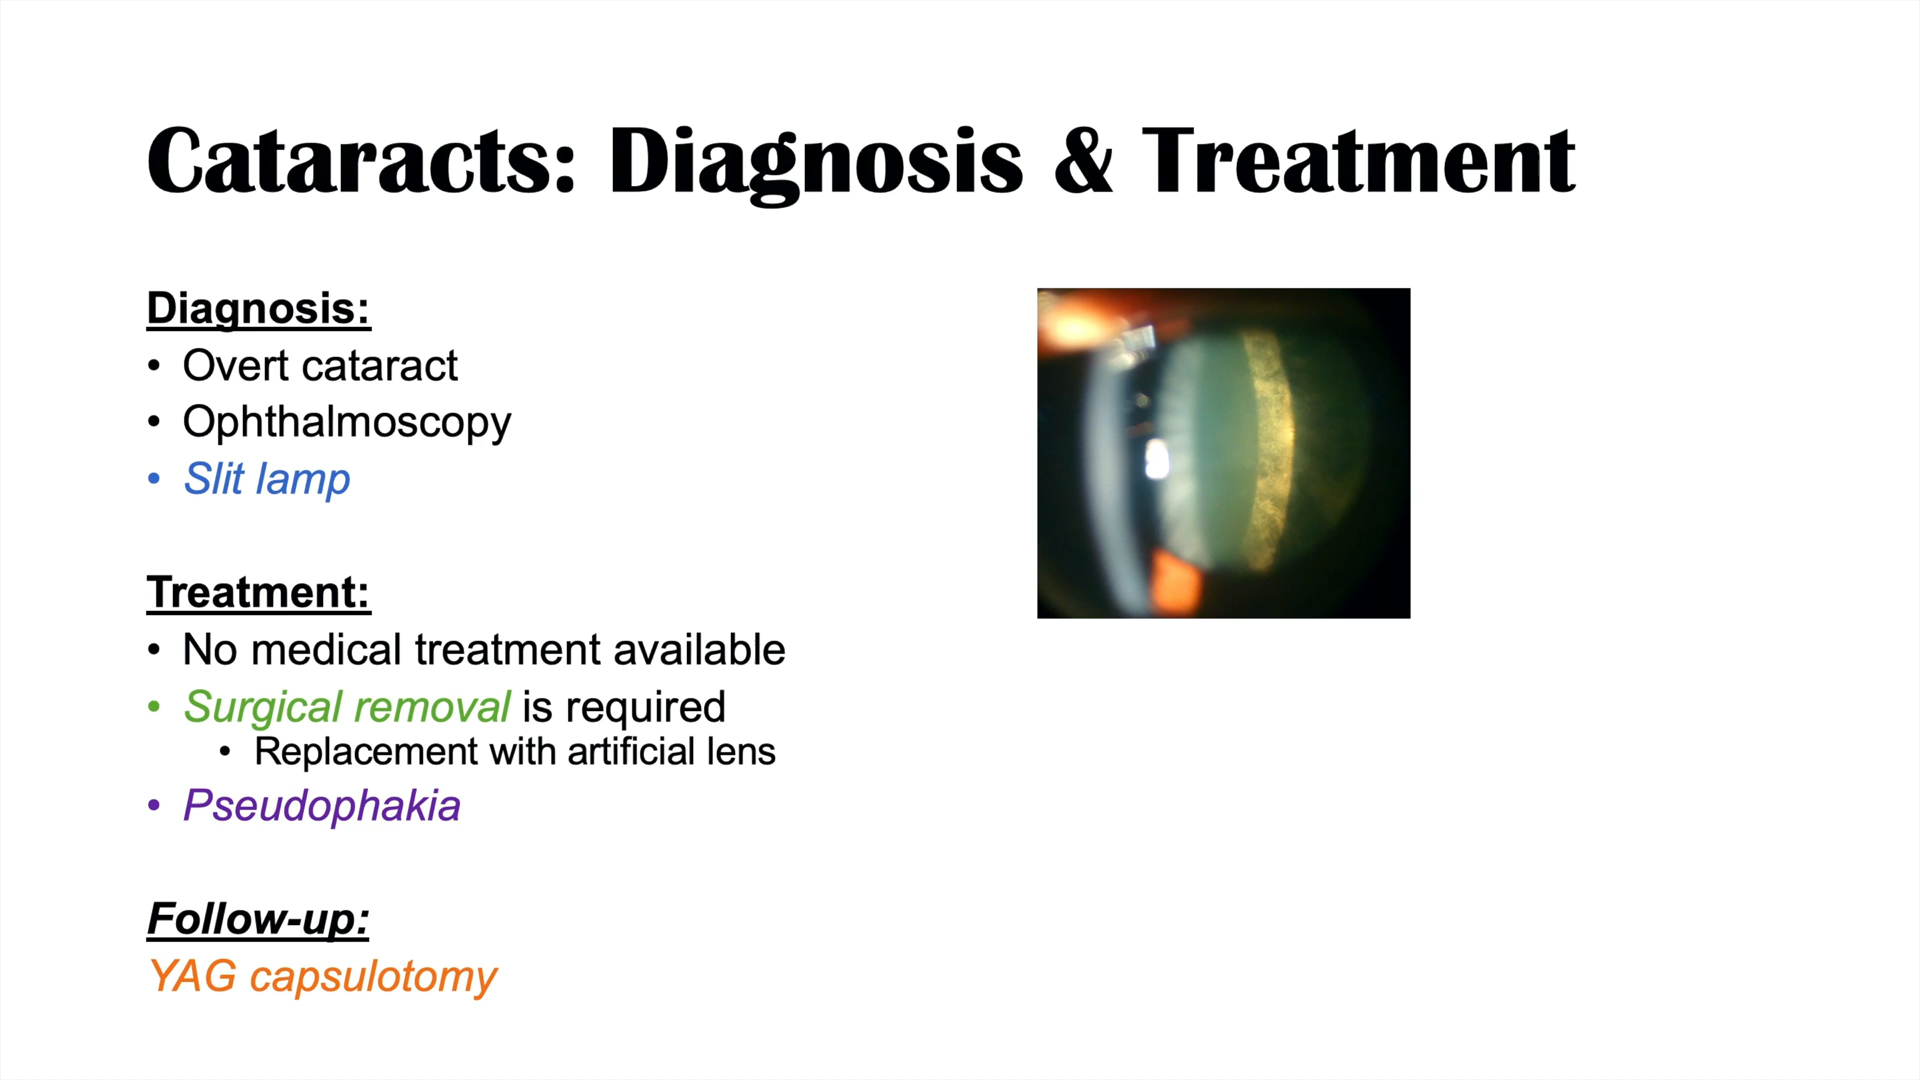 Cataracts: Diagnosis & Treatment
Diagnosis:
• Overt cataract
• Ophthalmoscopy
• Slit lamp
Treatment:
• No medical treatment available
• Surgical removal is required
• Replacement with artificial lens
• Pseudophakia
Follow-up:
YAG capsulotomy